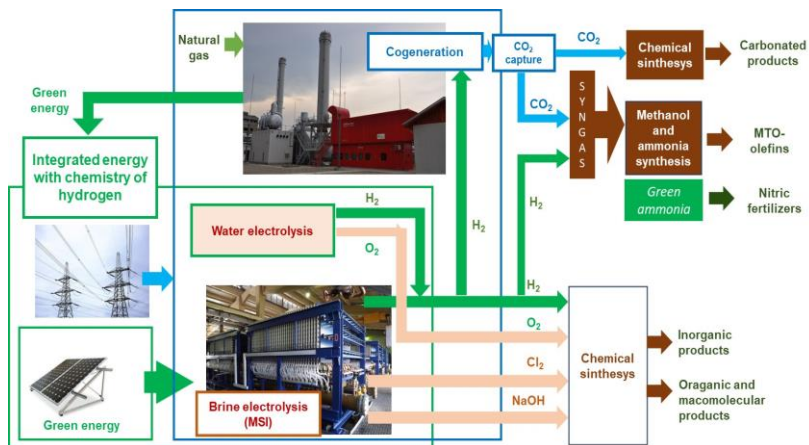 Natural
gas
Cogeneration
CO2
capture
CO2
Chemical
sinthesys
Carbonated
products
Green
energy
CO2
SYNGAS
Methanol
and
ammonia
synthesis
MTO-
olefins
Integrated energy
with chemistry of
hydrogen
Green
ammonia
Nitric
fertilizers
H2
Water electrolysis
O2
H2
H2
H2
O2
Cl2
NaOH
Chemical
sinthesys
Inorganic
products
Oraganic and
macomolecular
products
Green energy
Brine electrolysis
(MSI)